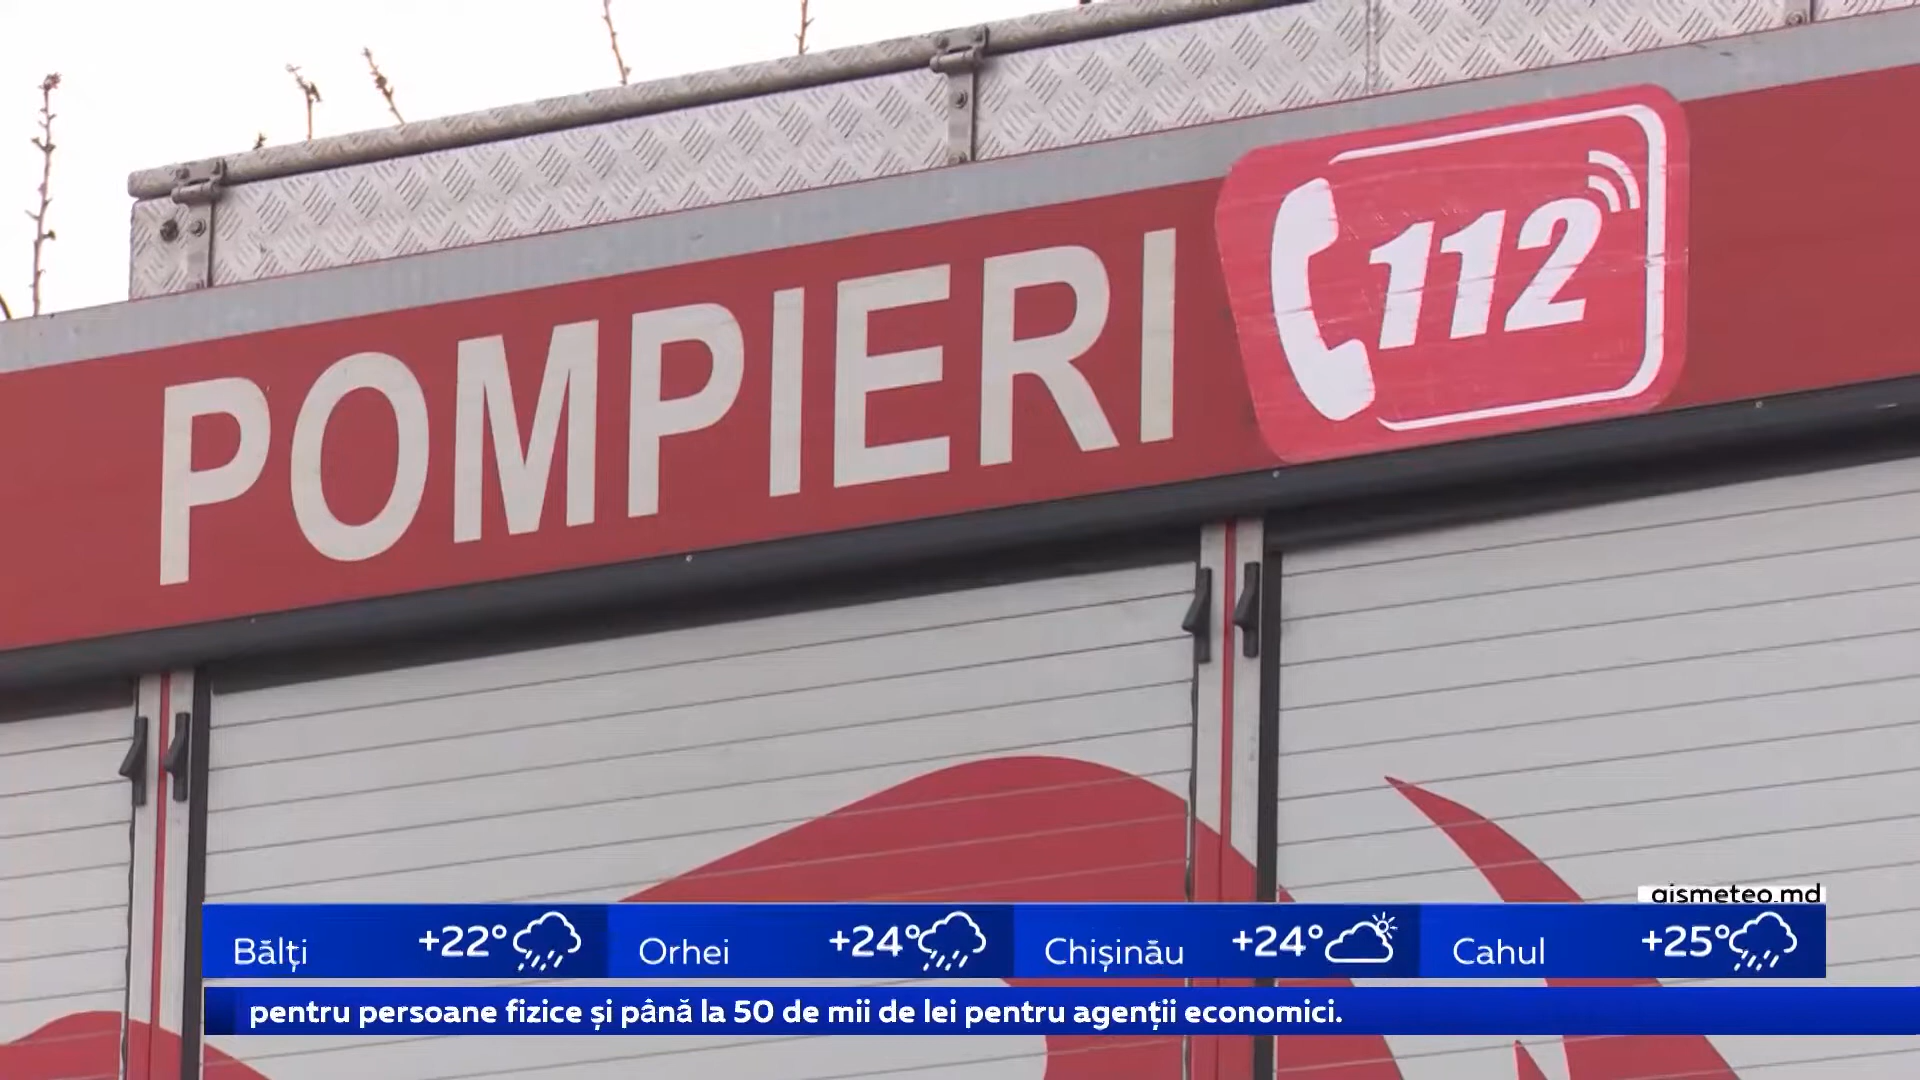 POMPIERI
112
gismeteo.md
Bălți +22° Orhei +24° Chișinău +24° Cahul +25°
pentru persoane fizice și până la 50 de mii de lei pentru agenții economici.